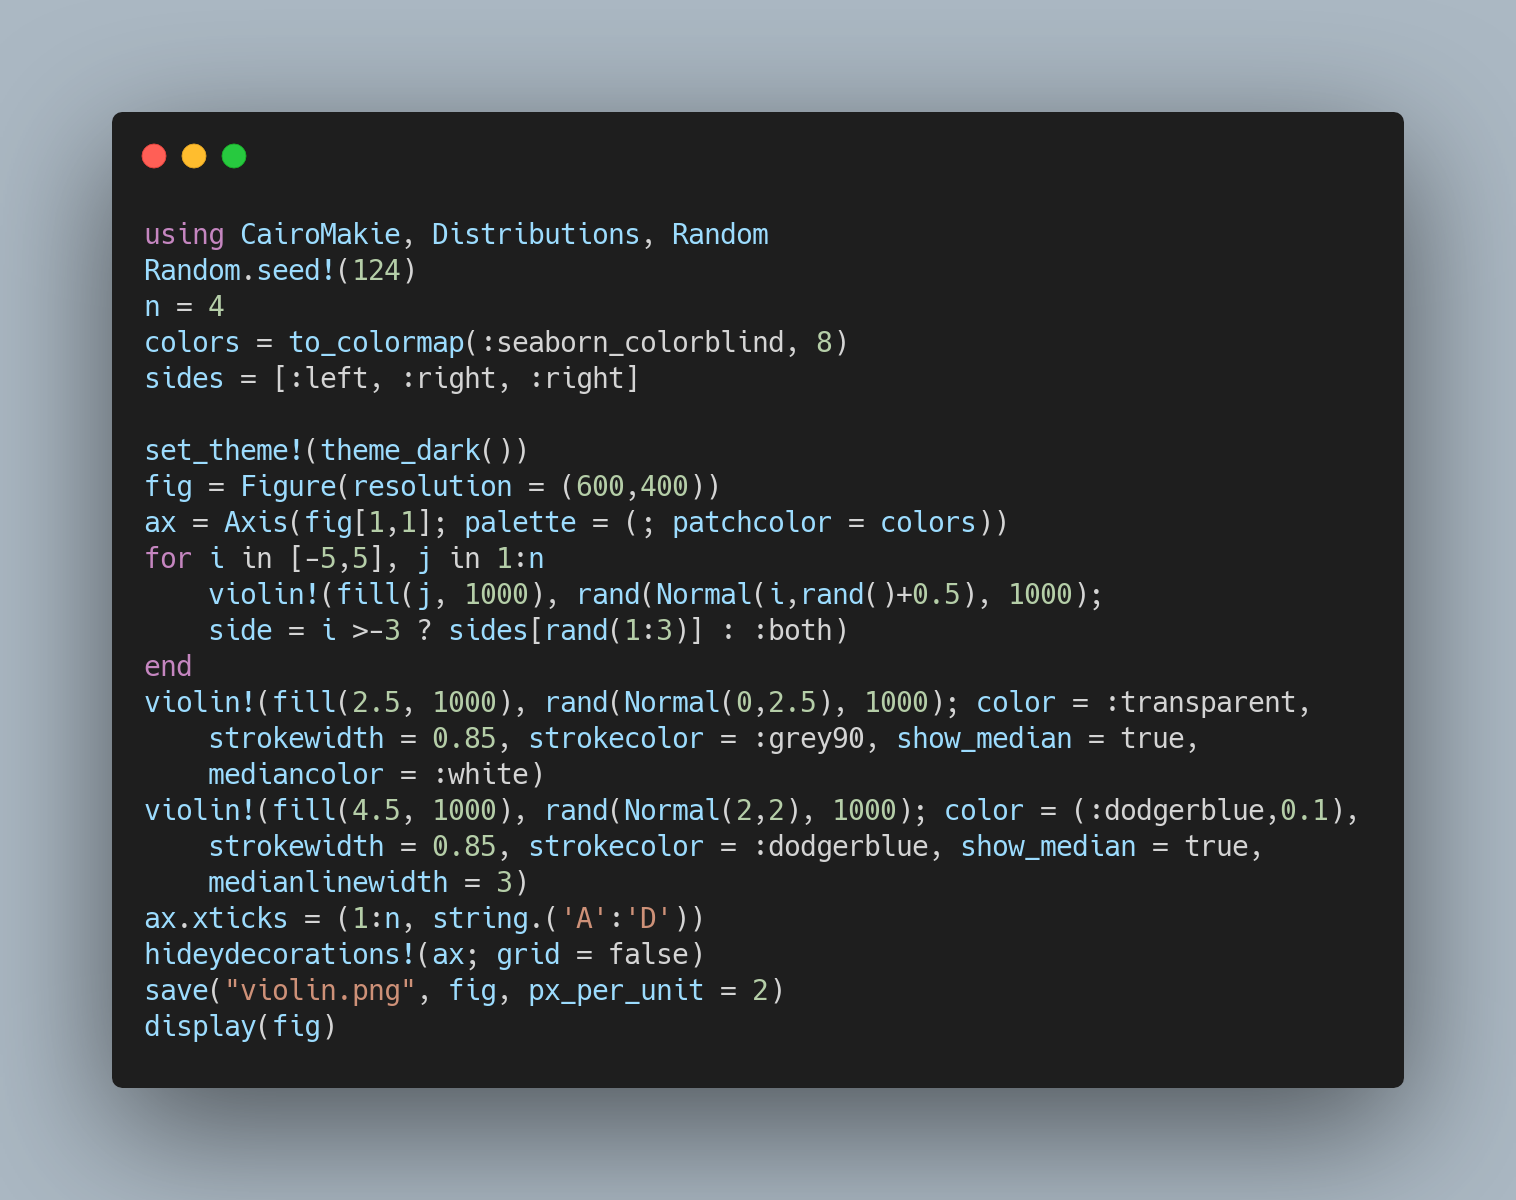 using CairoMakie, Distributions, Random
Random.seed!(124)
n = 4
colors = to_colormap(:seaborn_colorblind, 8)
sides = [:left, :right, :right]

set_theme!(theme_dark())
fig = Figure(resolution = (600,400))
ax = Axis(fig[1,1]; palette = (; patchcolor = colors))
for i in [-5,5], j in 1:n
    violin!(fill(j, 1000), rand(Normal(i,rand()+0.5), 1000);
    side = i >-3 ? sides[rand(1:3)] : :both)
end
violin!(fill(2.5, 1000), rand(Normal(0,2.5), 1000); color = :transparent,
    strokewidth = 0.85, strokecolor = :grey90, show_median = true,
    mediancolor = :white)
violin!(fill(4.5, 1000), rand(Normal(2,2), 1000); color = (:dodgerblue,0.1),
    strokewidth = 0.85, strokecolor = :dodgerblue, show_median = true,
    medianlinewidth = 3)
ax.xticks = (1:n, string.('A':'D'))
hideydecorations!(ax; grid = false)
save("violin.png", fig, px_per_unit = 2)
display(fig)